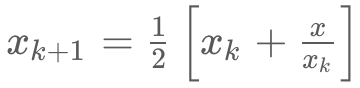 x_{k+1} = \frac{1}{2} \left[ x_k + \frac{x}{x_k} \right]